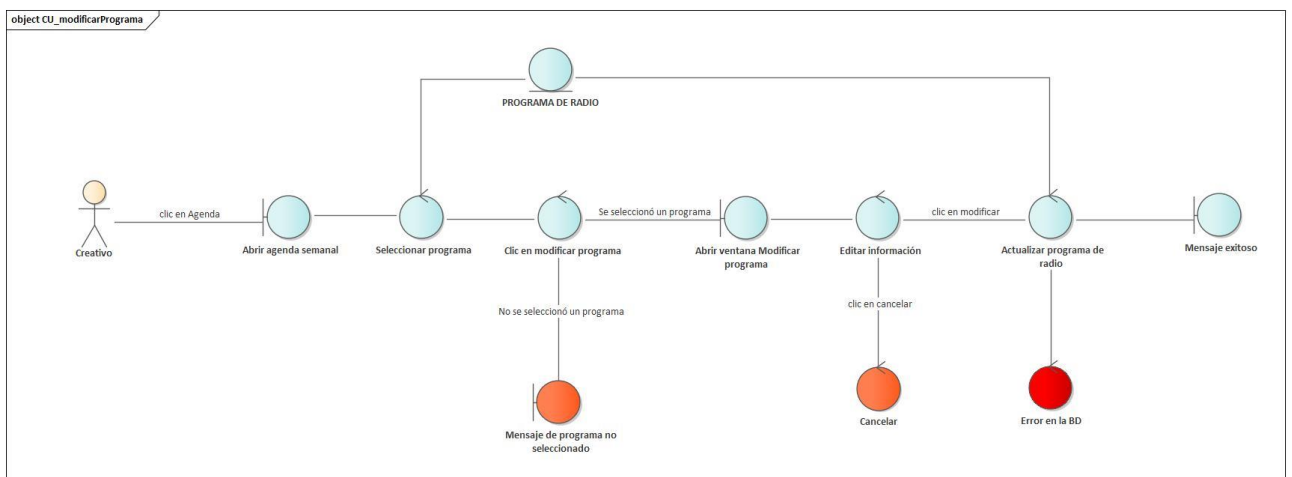 object CU_modificarPrograma
PROGRAMA DE RADIO
clic en Agenda
Se seleccionó un programa
clic en modificar
Creativo
Abrir agenda semanal
Seleccionar programa
Clic en modificar programa
Abrir ventana Modificar
programa
Editar información
Actualizar programa de
radio
Mensaje exitoso
No se seleccionó un programa
clic en cancelar
Mensaje de programa no
seleccionado
Cancelar
Error en la BD